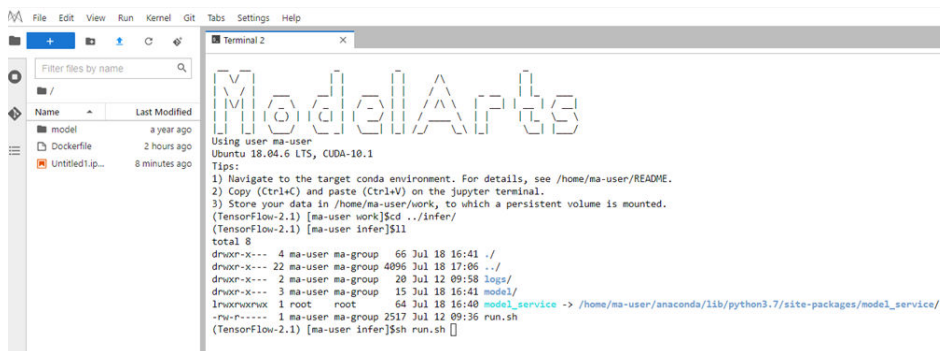 File Edit View Run Kernel Git Tabs Settings Help
Terminal 2
Filter files by name
/
Name Last Modified
model a year ago
Dockerfile 2 hours ago
Untitled1.ip... 8 minutes ago
ModelArts
Using user ma-user
Ubuntu 18.04.6 LTS, CUDA-10.1
Tips:
1) Navigate to the target conda environment. For details, see /home/ma-user/README.
2) Copy (Ctrl+C) and paste (Ctrl+V) on the jupyter terminal.
3) Store your data in /home/ma-user/work, to which a persistent volume is mounted.
(TensorFlow-2.1) [ma-user work]$cd ../infer/
(TensorFlow-2.1) [ma-user infer]$ll
total 8
drwxr-x--- 4 ma-user ma-group 66 Jul 18 16:41 ./
drwxr-x--- 22 ma-user ma-group 4096 Jul 18 17:06 ../
drwxr-x--- 2 ma-user ma-group 20 Jul 12 09:58 logs/
drwxr-x--- 3 ma-user ma-group 15 Jul 18 16:41 model/
lrwxrwxrwx 1 root root 64 Jul 18 16:40 model_service -> /home/ma-user/anaconda/lib/python3.7/site-packages/model_service/
-rw-r----- 1 ma-user ma-group 2517 Jul 12 09:36 run.sh
(TensorFlow-2.1) [ma-user infer]$sh run.sh